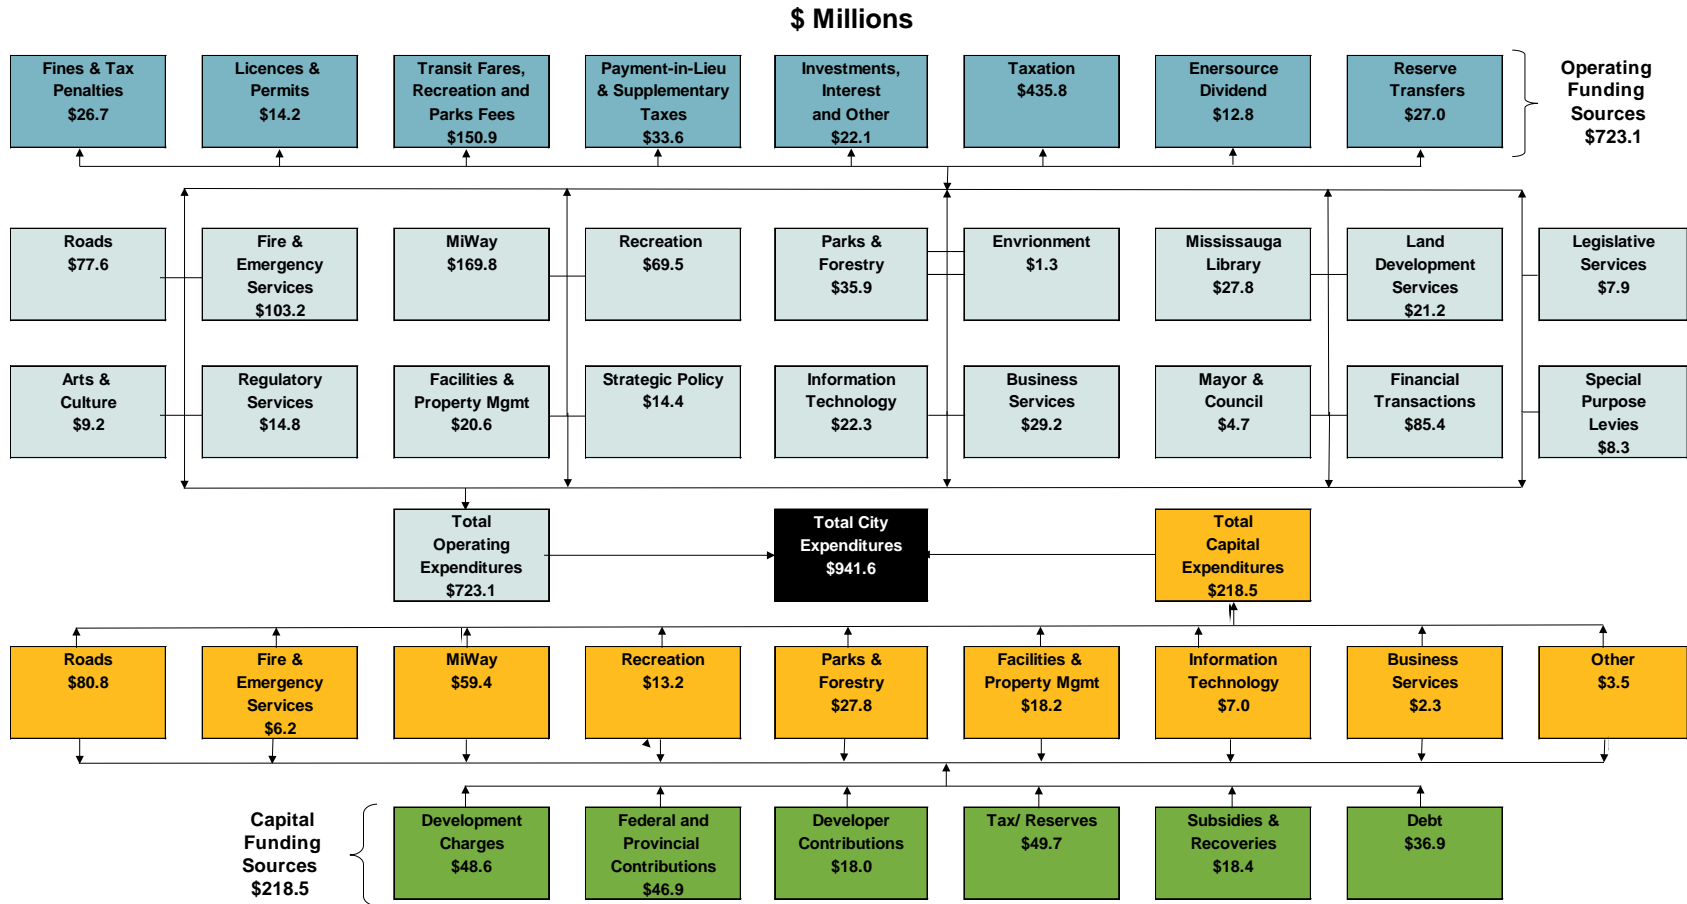 $ Millions
Fines & Tax
Penalties
$26.7
Licences &
Permits
$14.2
Transit Fares,
Recreation and
Parks Fees
$150.9
Payment-in-Lieu
& Supplementary
Taxes
$33.6
Investments,
Interest
and Other
$22.1
Taxation
$435.8
Enersource
Dividend
$12.8
Reserve
Transfers
$27.0
Operating
Funding
Sources
$723.1
Roads
$77.6
Fire &
Emergency
Services
$103.2
MiWay
$169.8
Recreation
$69.5
Parks &
Forestry
$35.9
Envrionment
$1.3
Mississauga
Library
$27.8
Land
Development
Services
$21.2
Legislative
Services
$7.9
Arts &
Culture
$9.2
Regulatory
Services
$14.8
Facilities &
Property Mgmt
$20.6
Strategic Policy
$14.4
Information
Technology
$22.3
Business
Services
$29.2
Mayor &
Council
$4.7
Financial
Transactions
$85.4
Special
Purpose
Levies
$8.3
Total
Operating
Expenditures
$723.1
Total City
Expenditures
$941.6
Total
Capital
Expenditures
$218.5
Roads
$80.8
Fire &
Emergency
Services
$6.2
MiWay
$59.4
Recreation
$13.2
Parks &
Forestry
$27.8
Facilities &
Property Mgmt
$18.2
Information
Technology
$7.0
Business
Services
$2.3
Other
$3.5
Capital
Funding
Sources
$218.5
Development
Charges
$48.6
Federal and
Provincial
Contributions
$46.9
Developer
Contributions
$18.0
Tax/ Reserves
$49.7
Subsidies &
Recoveries
$18.4
Debt
$36.9